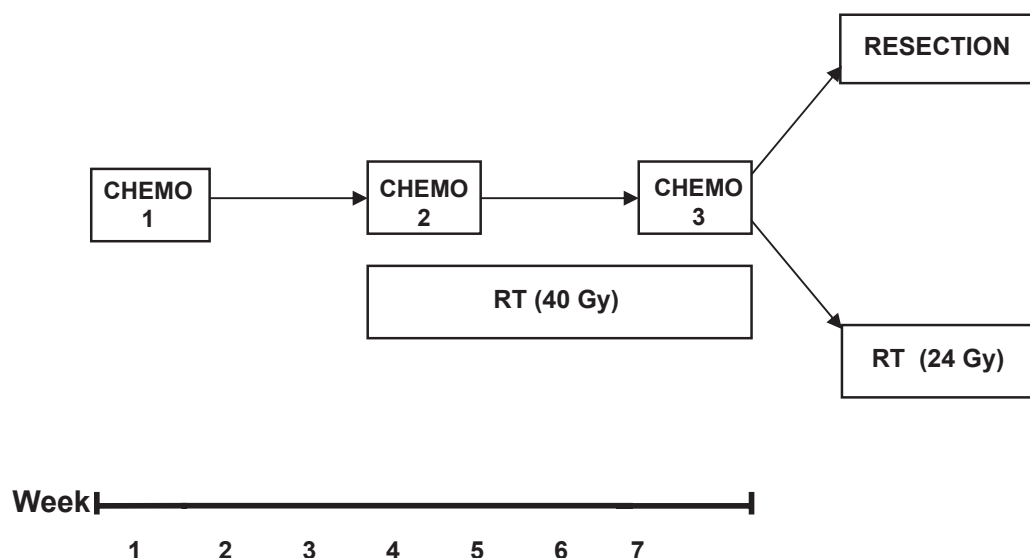 RESECTION
CHEMO
1
CHEMO
2
CHEMO
3
RT (40 Gy)
RT (24 Gy)
Week
1 2 3 4 5 6 7